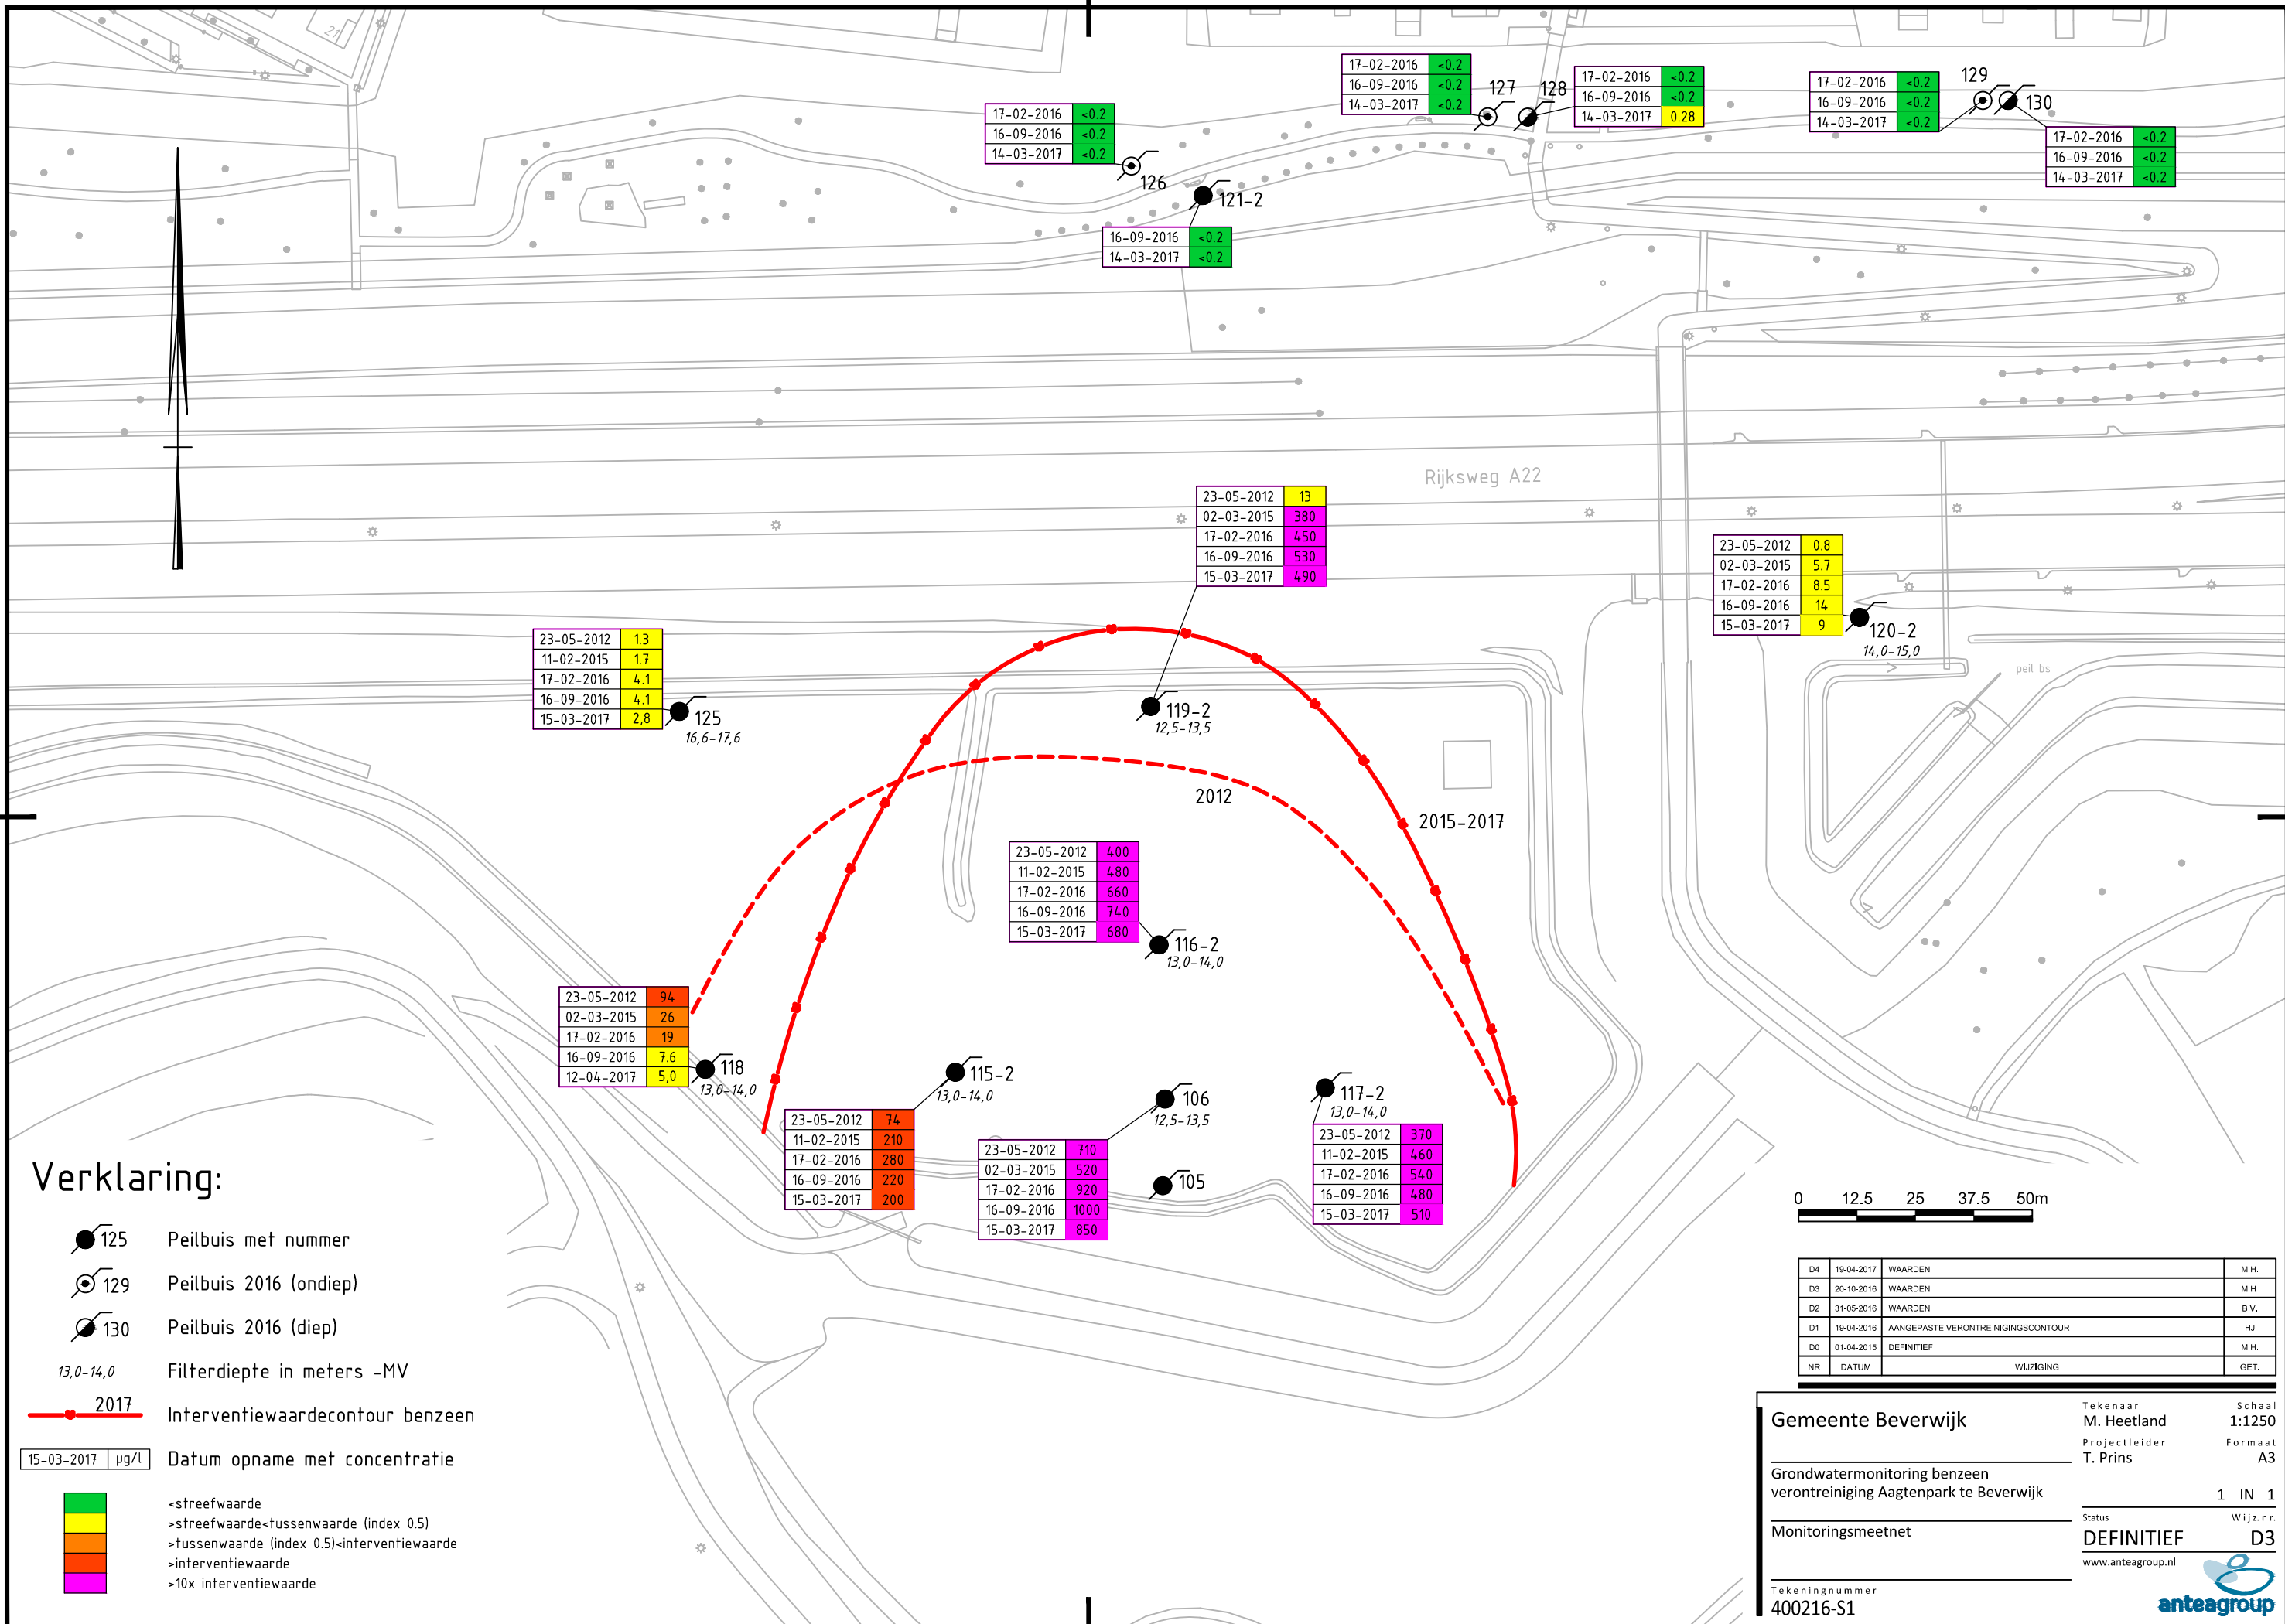 21
17-02-2016 <0.2
16-09-2016 <0.2
14-03-2017 <0.2
126
16-09-2016 <0.2
14-03-2017 <0.2
121-2
17-02-2016 <0.2
16-09-2016 <0.2
14-03-2017 <0.2
127
128
17-02-2016 <0.2
16-09-2016 <0.2
14-03-2017 0.28
17-02-2016 <0.2
16-09-2016 <0.2
14-03-2017 <0.2
129
130
17-02-2016 <0.2
16-09-2016 <0.2
14-03-2017 <0.2
Rijksweg A22
23-05-2012 13
02-03-2015 380
17-02-2016 450
16-09-2016 530
15-03-2017 490
119-2
12,5-13,5
23-05-2012 0.8
02-03-2015 5.7
17-02-2016 8.5
16-09-2016 14
15-03-2017 9
120-2
14,0-15,0
peil bs
23-05-2012 1.3
11-02-2015 1.7
17-02-2016 4.1
16-09-2016 4.1
15-03-2017 2,8
125
16,6-17,6
2012
2015-2017
23-05-2012 400
11-02-2015 480
17-02-2016 660
16-09-2016 740
15-03-2017 680
116-2
13,0-14,0
23-05-2012 94
02-03-2015 26
17-02-2016 19
16-09-2016 7.6
12-04-2017 5,0
118
13,0-14,0
115-2
13,0-14,0
23-05-2012 74
11-02-2015 210
17-02-2016 280
16-09-2016 220
15-03-2017 200
106
12,5-13,5
23-05-2012 710
02-03-2015 520
17-02-2016 920
16-09-2016 1000
15-03-2017 850
105
117-2
13,0-14,0
23-05-2012 370
11-02-2015 460
17-02-2016 540
16-09-2016 480
15-03-2017 510
Verklaring:
125 Peilbuis met nummer
129 Peilbuis 2016 (ondiep)
130 Peilbuis 2016 (diep)
13,0-14,0 Filterdiepte in meters -MV
2017 Interventiewaardecontour benzeen
15-03-2017 µg/l Datum opname met concentratie
<streefwaarde
>streefwaarde<tussenwaarde (index 0.5)
>tussenwaarde (index 0.5)<interventiewaarde
>interventiewaarde
>10x interventiewaarde
0 12.5 25 37.5 50m
D4 19-04-2017 WAARDEN M.H.
D3 20-10-2016 WAARDEN M.H.
D2 31-05-2016 WAARDEN B.V.
D1 19-04-2016 AANGEPASTE VERONTREINIGINGSCONTOUR HJ
D0 01-04-2015 DEFINITIEF M.H.
NR DATUM WIJZIGING GET.
Gemeente Beverwijk
Grondwatermonitoring benzeen
verontreiniging Aagtenpark te Beverwijk
Monitoringsmeetnet
Tekeningnummer
400216-S1
Tekenaar Schaal
M. Heetland 1:1250
Projectleider Formaat
T. Prins A3
1 IN 1
Status Wijz.nr.
DEFINITIEF D3
www.anteagroup.nl
anteagroup